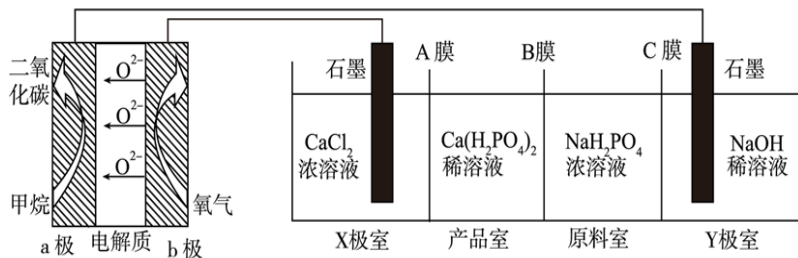 二氧
化碳
O²⁻
O²⁻
O²⁻
甲烷
氧气
a极
电解质
b极
石墨
A膜
B膜
C膜
石墨
CaCl₂
浓溶液
Ca(H₂PO₄)₂
稀溶液
NaH₂PO₄
浓溶液
NaOH
稀溶液
X极室
产品室
原料室
Y极室